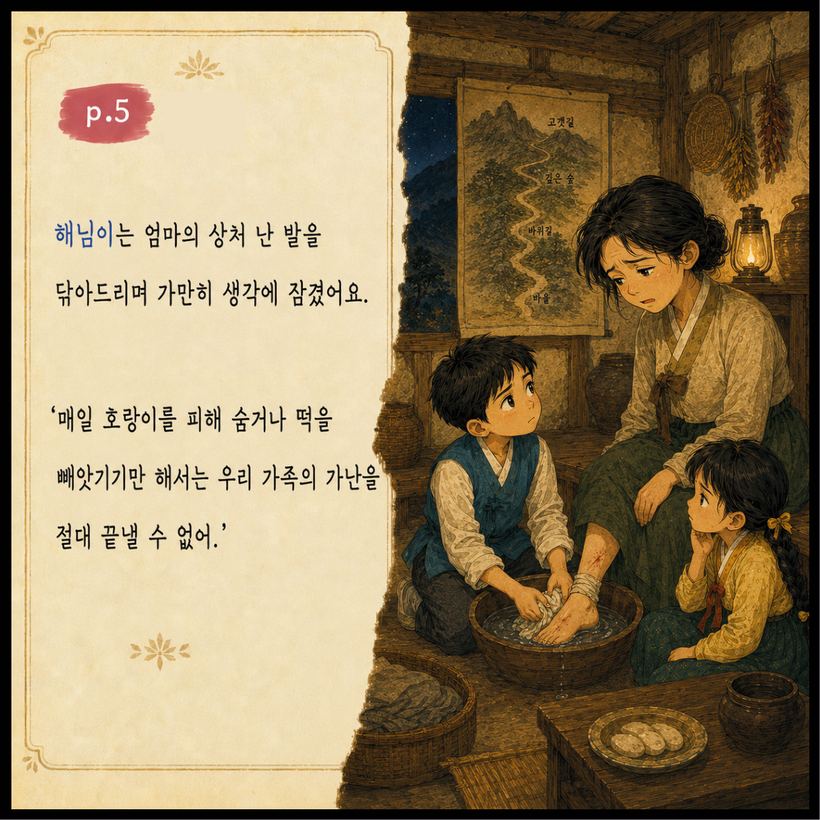 p.5
해님이는 엄마의 상처 난 발을
닦아드리며 가만히 생각에 잠겼어요.
‘매일 호랑이를 피해 숨거나 떡을
빼앗기기만 해서는 우리 가족의 가난을
절대 끝낼 수 없어.’
고갯길
깊은 숲
바위길
마을